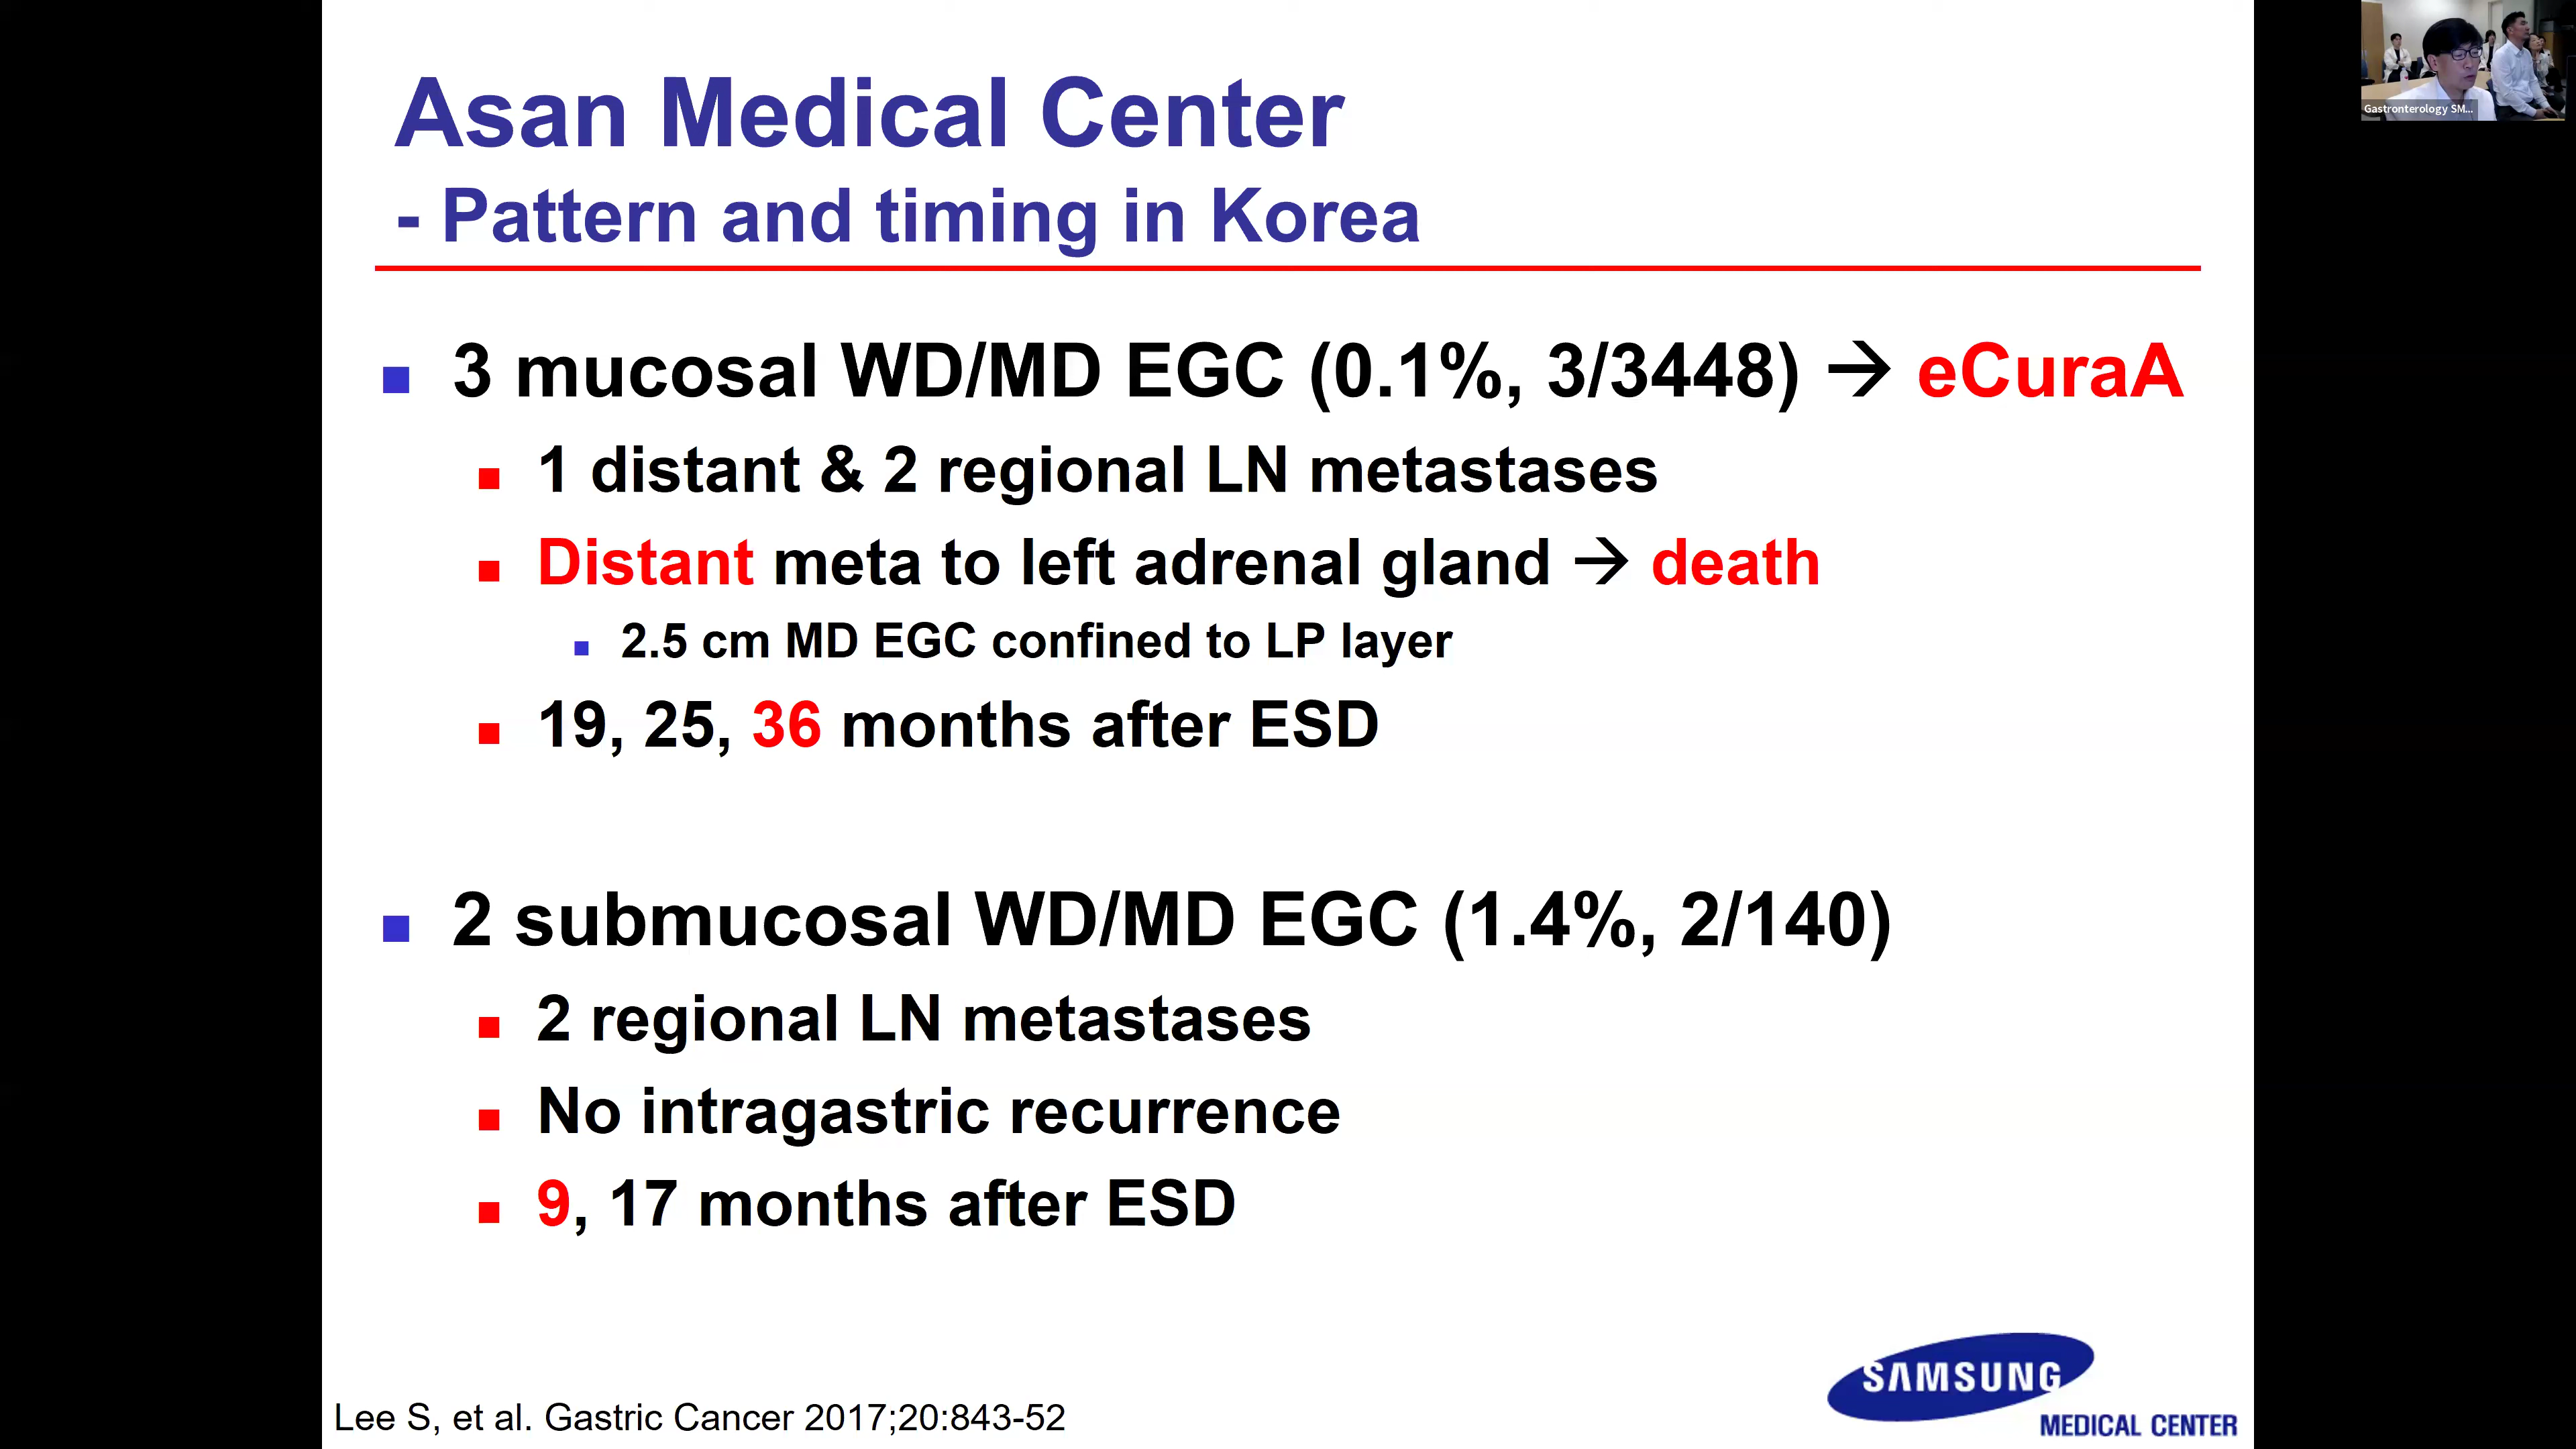 Asan Medical Center
- Pattern and timing in Korea
3 mucosal WD/MD EGC (0.1%, 3/3448) → eCuraA
1 distant & 2 regional LN metastases
Distant meta to left adrenal gland → death
2.5 cm MD EGC confined to LP layer
19, 25, 36 months after ESD
2 submucosal WD/MD EGC (1.4%, 2/140)
2 regional LN metastases
No intragastric recurrence
9, 17 months after ESD
Lee S, et al. Gastric Cancer 2017;20:843-52
SAMSUNG
MEDICAL CENTER
Gastronterology SM...